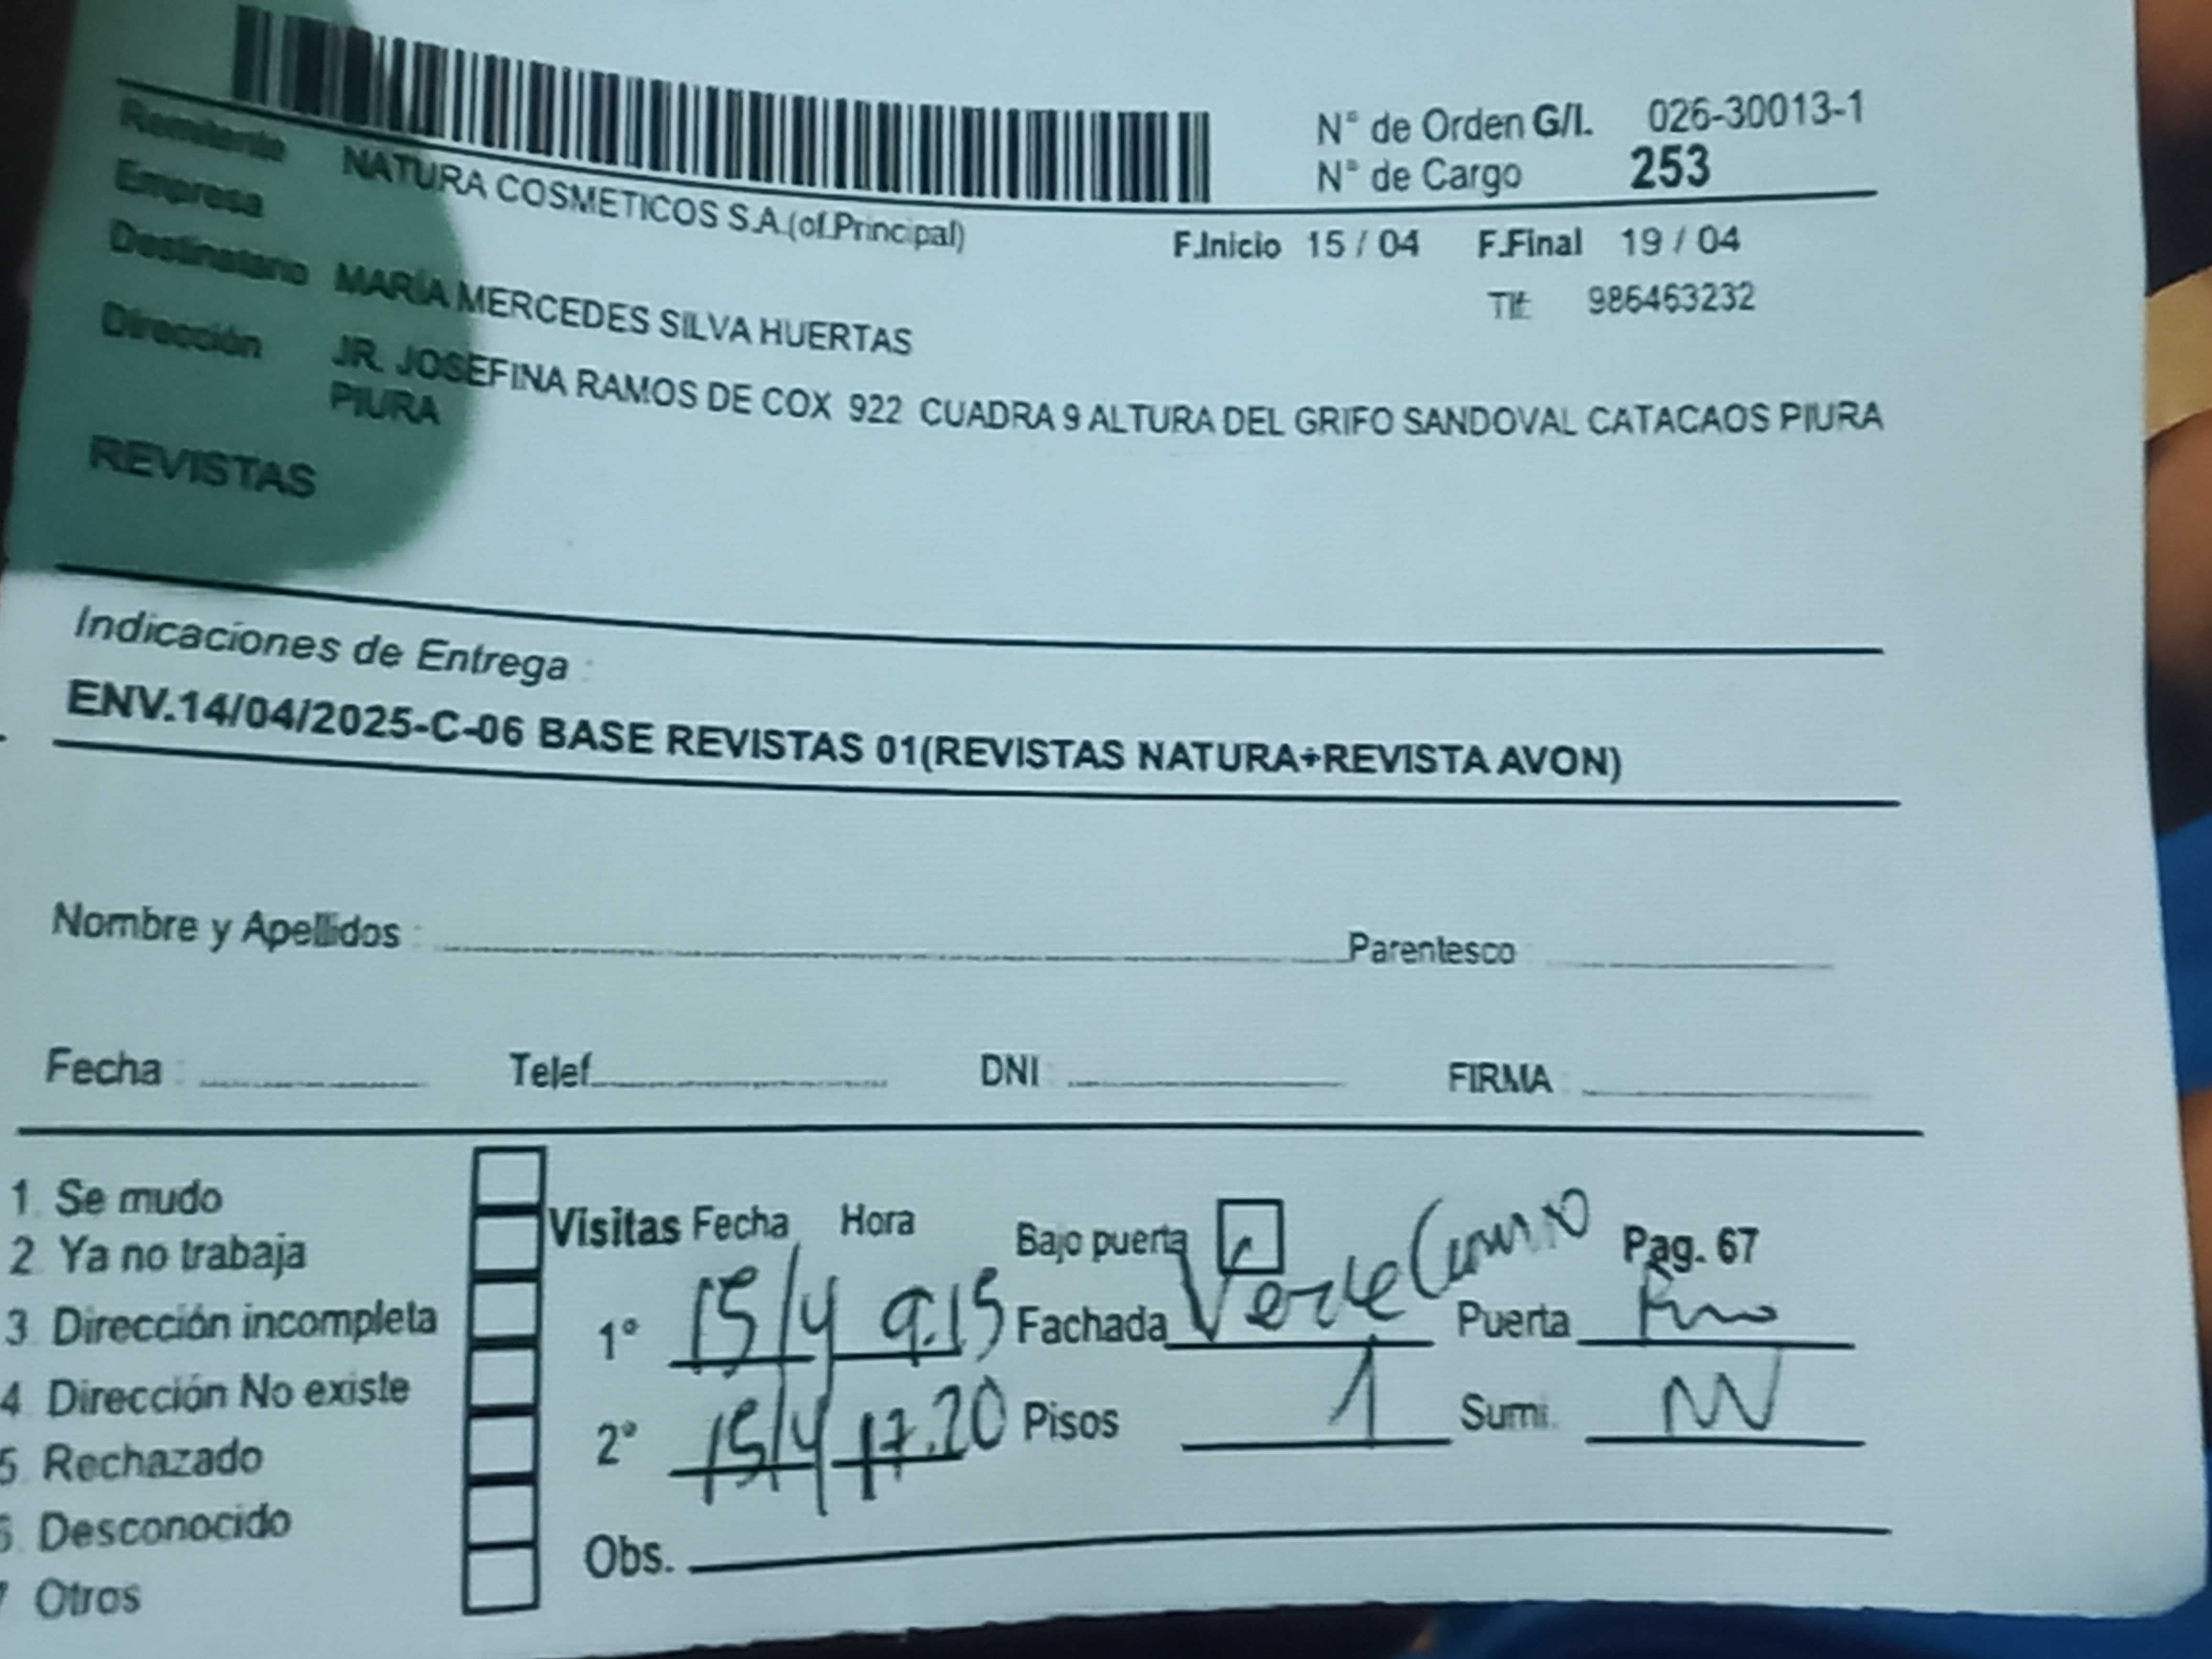 N° de Orden G/I. 026-30013-1
N° de Cargo 253
Remitente NATURA COSMETICOS S.A.(of.Principal)
Empresa
F.Inicio 15 / 04 F.Final 19 / 04
Destinatario MARÍA MERCEDES SILVA HUERTAS
Tlf: 986463232
Dirección JR. JOSEFINA RAMOS DE COX 922 CUADRA 9 ALTURA DEL GRIFO SANDOVAL CATACAOS PIURA
PIURA
REVISTAS
Indicaciones de Entrega :
ENV.14/04/2025-C-06 BASE REVISTAS 01(REVISTAS NATURA+REVISTA AVON)
Nombre y Apellidos : Parentesco
Fecha : Telef. DNI : FIRMA :
1. Se mudo
2 Ya no trabaja
3 Dirección incompleta
4 Dirección No existe
5 Rechazado
6. Desconocido
7 Otros
Visitas Fecha Hora Bajo puerta Pag. 67
1° 15/4 9.15 Fachada Verde Puerta
2° 15/4 17.20 Pisos 1 Sumi.
Obs.